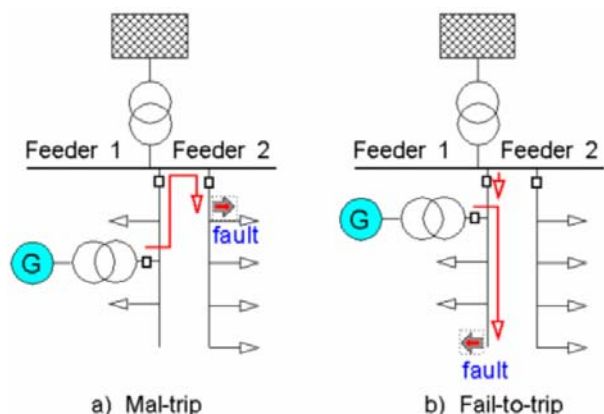 Feeder 1 Feeder 2
G
fault
a) Mal-trip
Feeder 1 Feeder 2
G
fault
b) Fail-to-trip